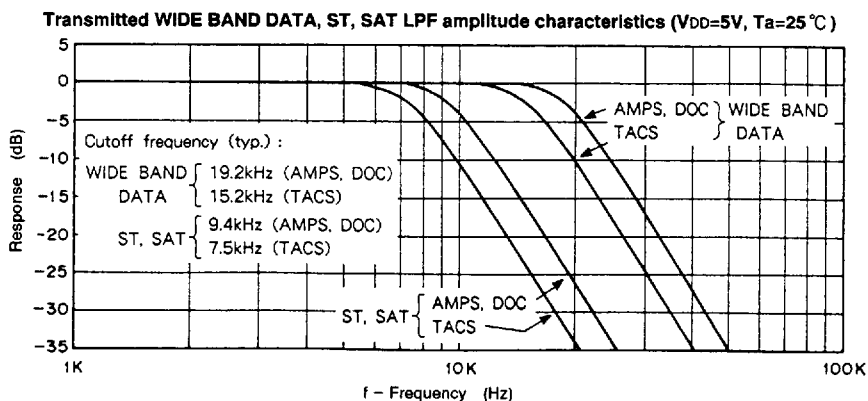 Transmitted WIDE BAND DATA, ST, SAT LPF amplitude characteristics (VDD=5V, Ta=25℃)
Response (dB)
5
0
−5
−10
−15
−20
−25
−30
−35
Cutoff frequency (typ.) :
WIDE BAND DATA { 19.2kHz (AMPS, DOC)
15.2kHz (TACS)
ST, SAT { 9.4kHz (AMPS, DOC)
7.5kHz (TACS)
AMPS, DOC
TACS } WIDE BAND DATA
ST, SAT { AMPS, DOC
TACS
1K
10K
100K
f − Frequency (Hz)